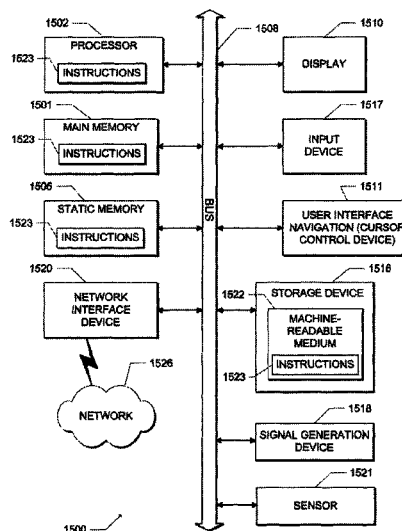 1502
PROCESSOR
1523
INSTRUCTIONS
1501
MAIN MEMORY
1523
INSTRUCTIONS
1506
STATIC MEMORY
1523
INSTRUCTIONS
1520
NETWORK
INTERFACE
DEVICE
1526
NETWORK
1500
BUS
1508
1510
DISPLAY
1517
INPUT
DEVICE
1511
USER INTERFACE
NAVIGATION (CURSOR
CONTROL DEVICE)
1516
STORAGE DEVICE
1522
MACHINE-
READABLE
MEDIUM
1523
INSTRUCTIONS
1518
SIGNAL GENERATION
DEVICE
1521
SENSOR